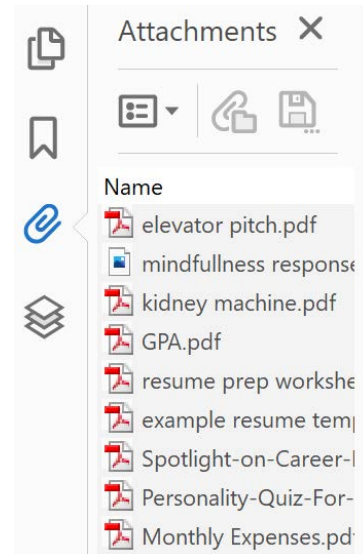 Attachments
Name
elevator pitch.pdf
mindfullness response
kidney machine.pdf
GPA.pdf
resume prep workshe
example resume temp
Spotlight-on-Career-
Personality-Quiz-For-
Monthly Expenses.pd